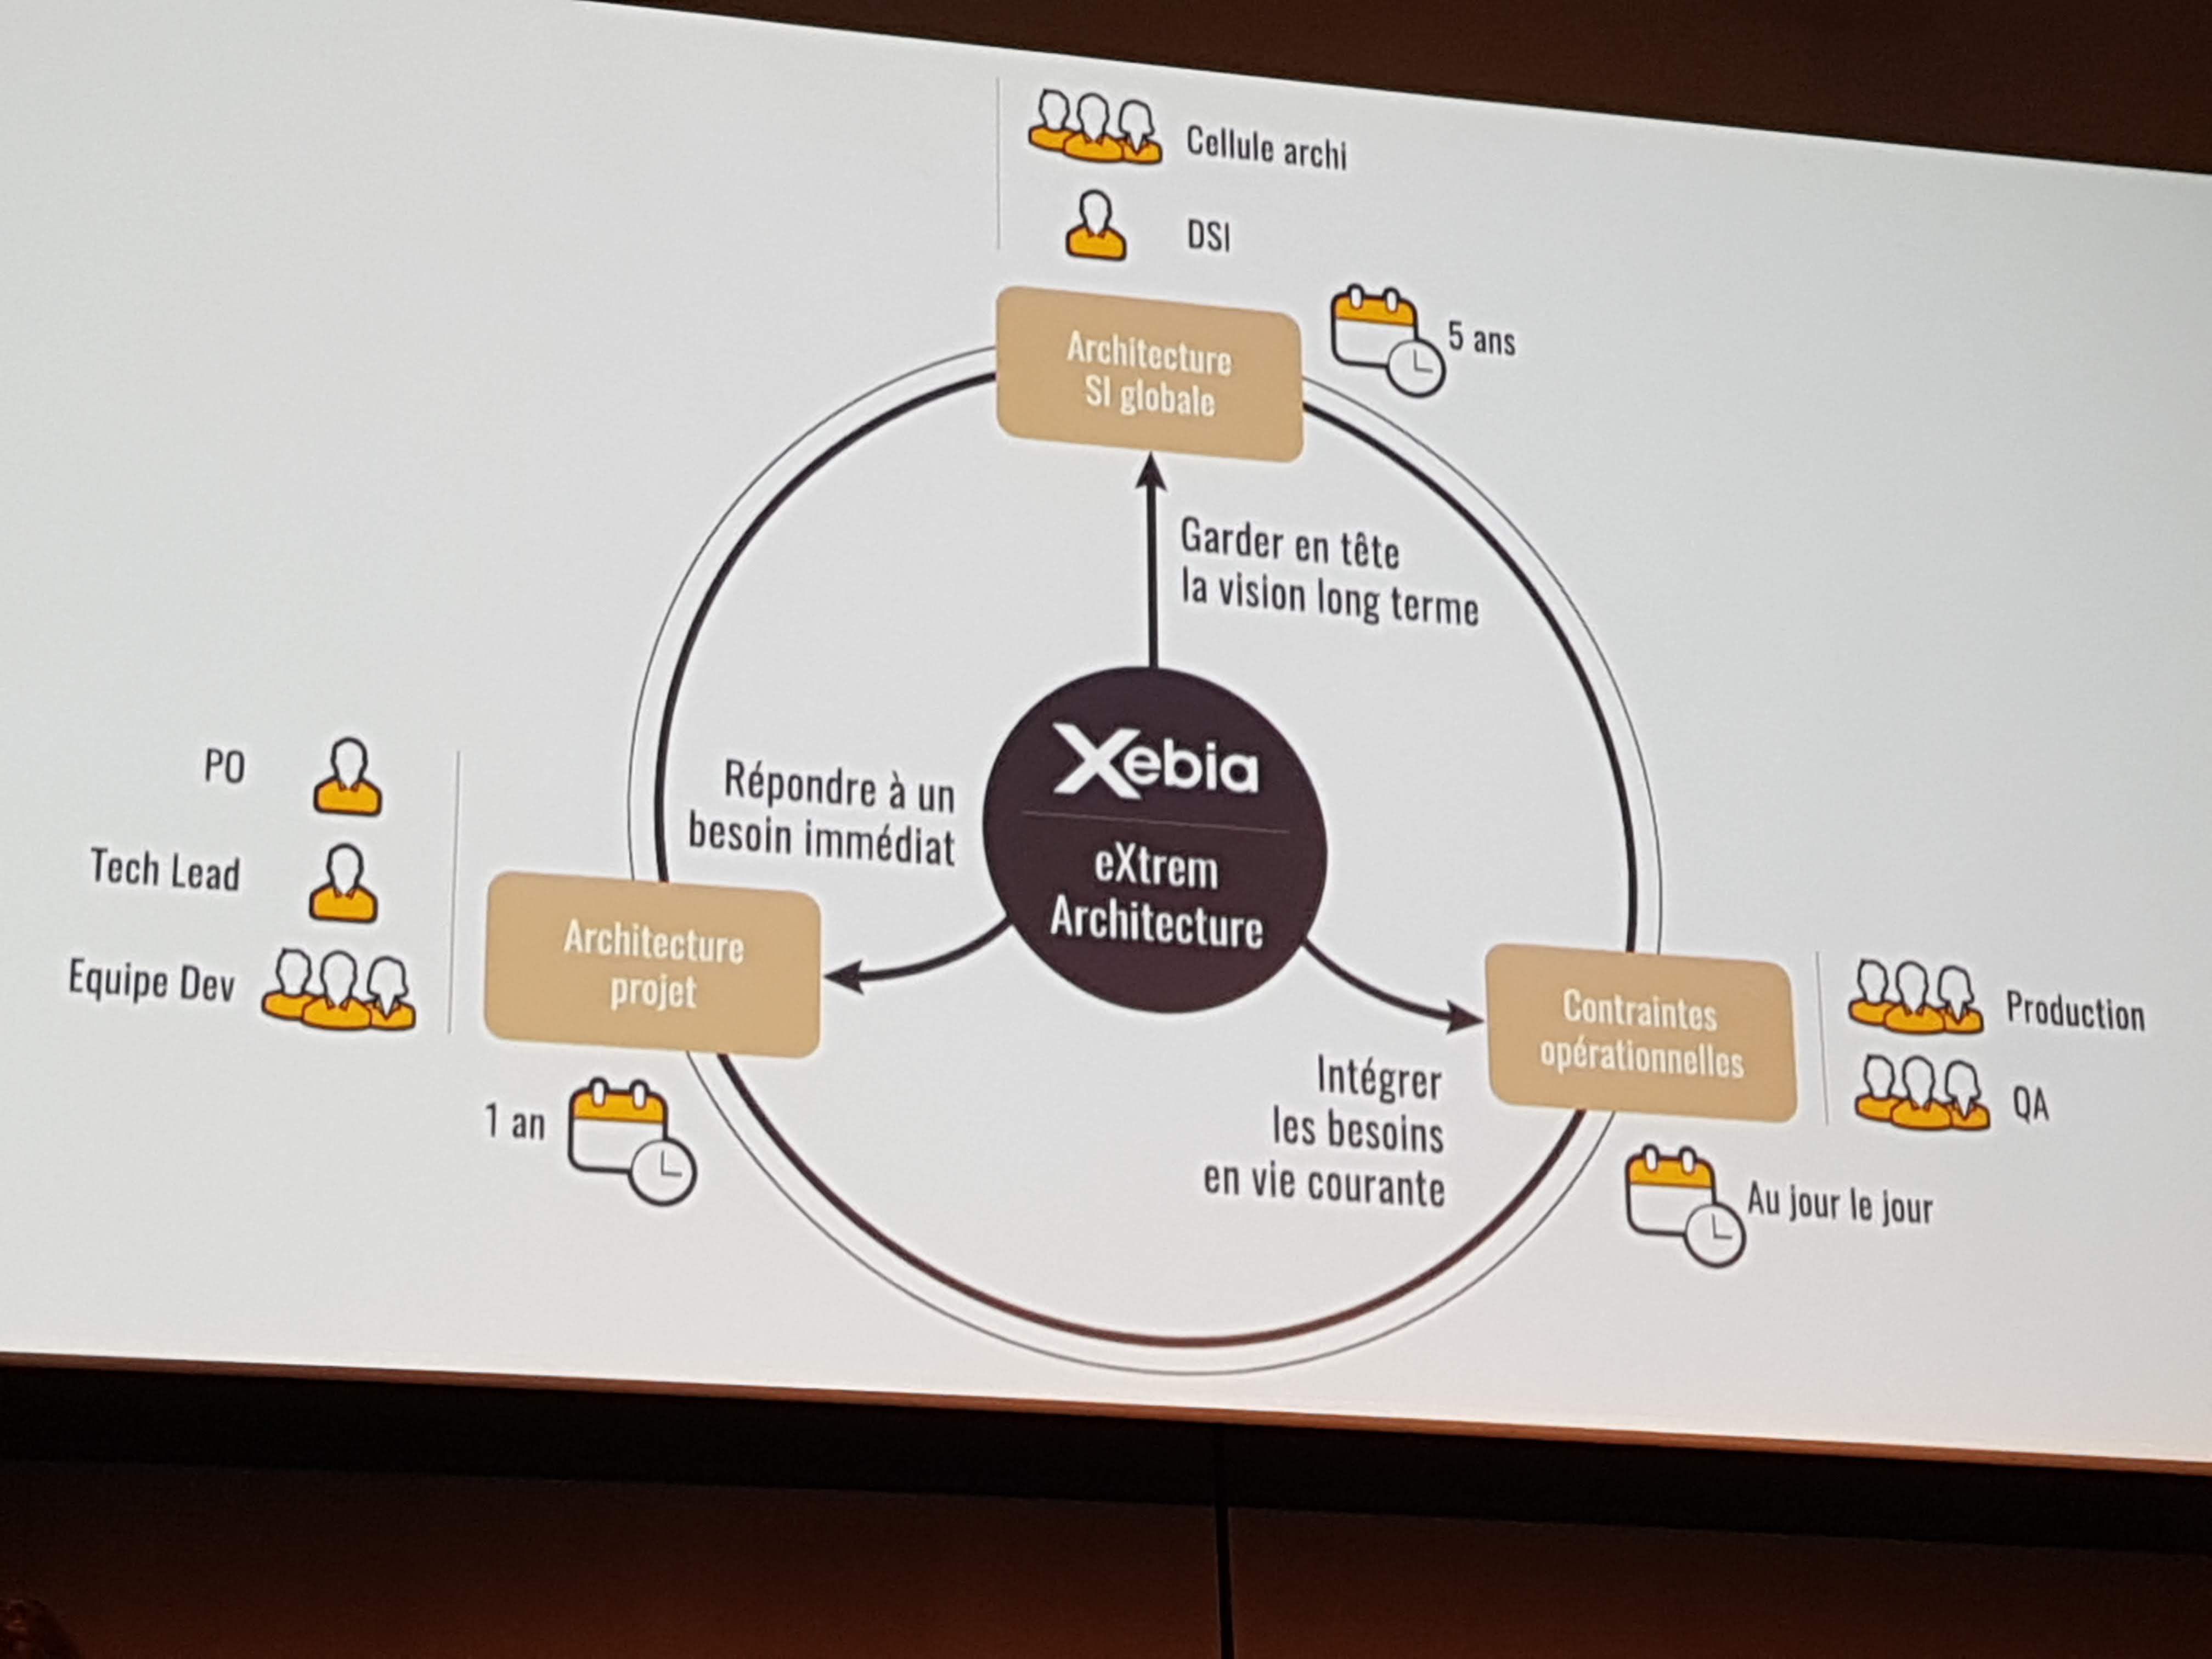 Cellule archi
DSI
Architecture
SI globale
5 ans
Garder en tête
la vision long terme
Xebia
eXtrem
Architecture
Répondre à un
besoin immédiat
PO
Tech Lead
Equipe Dev
Architecture
projet
1 an
Intégrer
les besoins
en vie courante
Contraintes
opérationnelles
Production
QA
Au jour le jour